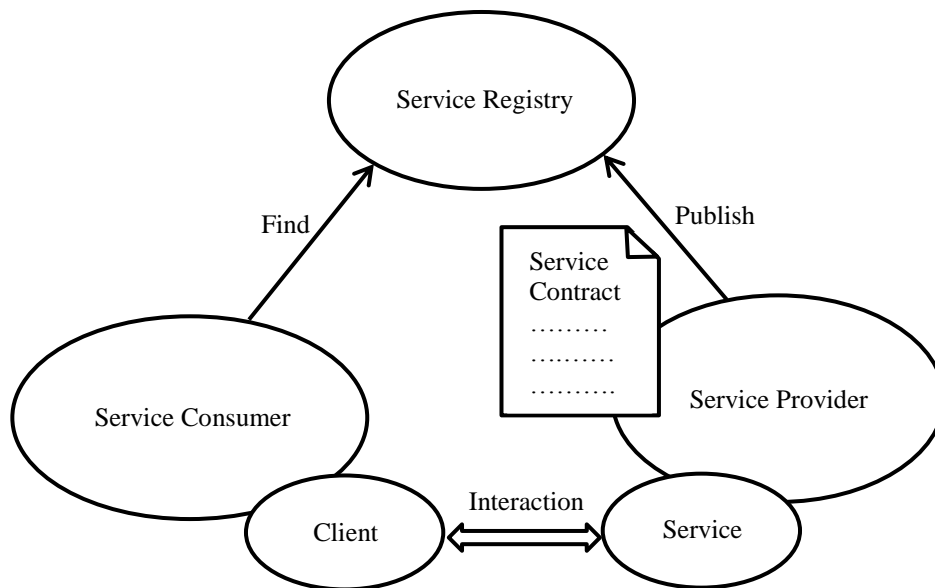 Service Registry
Find
Publish
Service
Contract
………
……….
……….
Service Consumer
Service Provider
Interaction
Client
Service